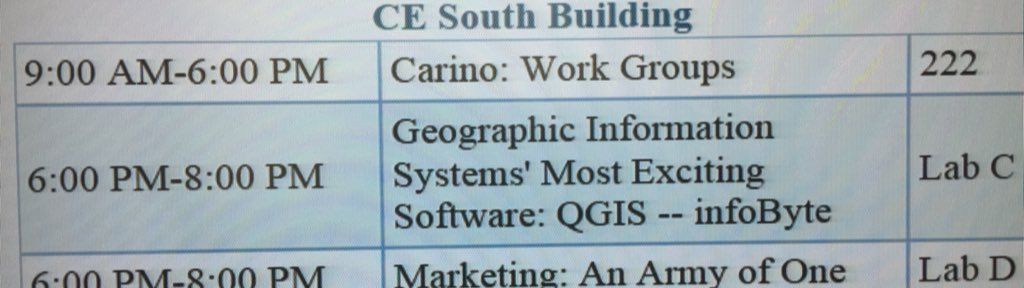 CE South Building
9:00 AM-6:00 PM Carino: Work Groups 222
Geographic Information
6:00 PM-8:00 PM Systems' Most Exciting Lab C
Software: QGIS -- infoByte
6:00 PM-8:00 PM Marketing: An Army of One Lab D